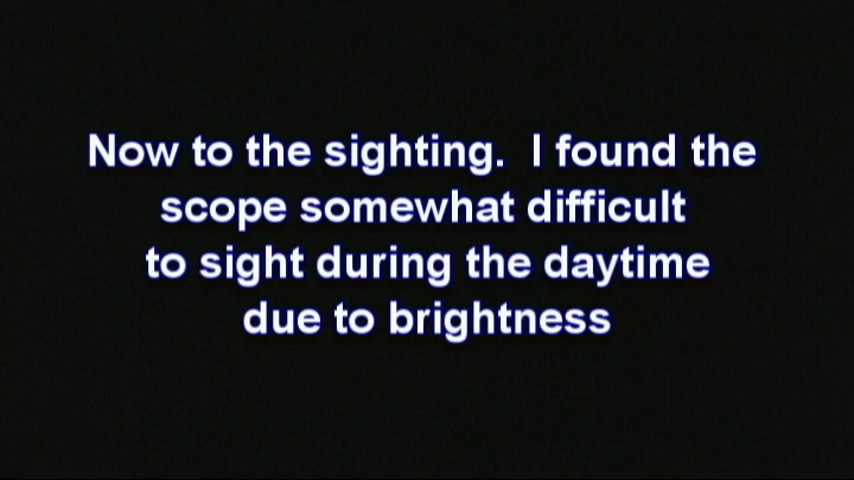 Now to the sighting.  I found the
scope somewhat difficult
to sight during the daytime
due to brightness